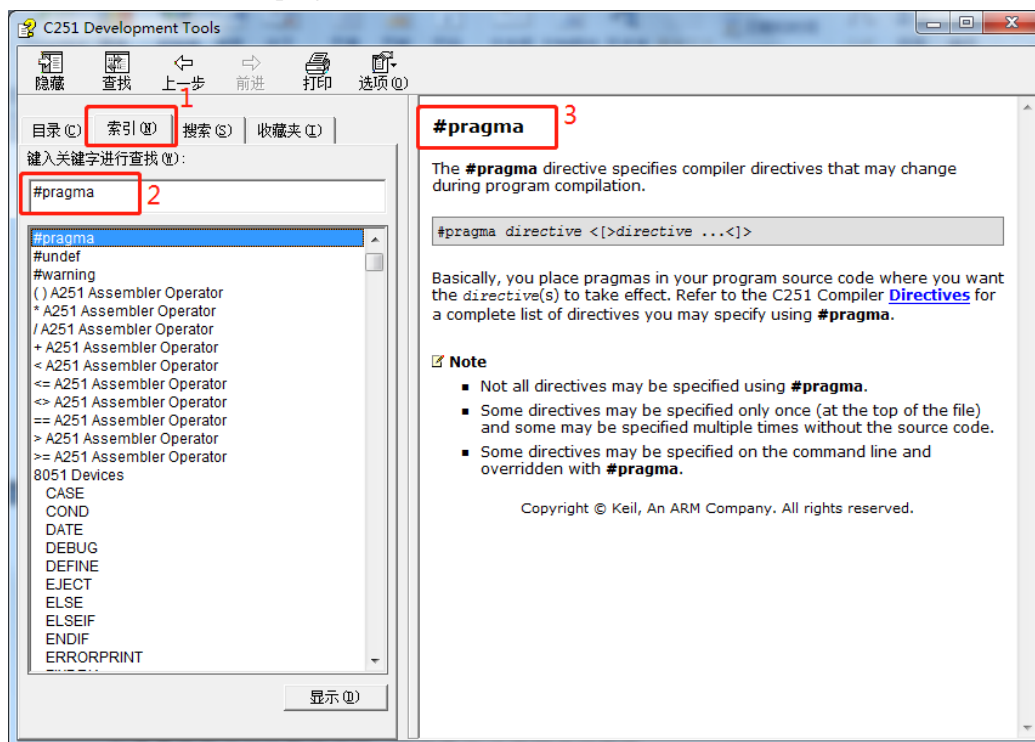 C251 Development Tools
隐藏 查找 上一步 前进 打印 选项(O)
1
目录(C) 索引(N) 搜索(S) 收藏夹(I)
键入关键字进行查找(W):
#pragma
2
#pragma
#undef
#warning
( ) A251 Assembler Operator
* A251 Assembler Operator
/ A251 Assembler Operator
+ A251 Assembler Operator
< A251 Assembler Operator
<= A251 Assembler Operator
<> A251 Assembler Operator
== A251 Assembler Operator
> A251 Assembler Operator
>= A251 Assembler Operator
8051 Devices
CASE
COND
DATE
DEBUG
DEFINE
EJECT
ELSE
ELSEIF
ENDIF
ERRORPRINT
显示(D)
#pragma
3
The #pragma directive specifies compiler directives that may change
during program compilation.
#pragma directive <[>directive ...<]>
Basically, you place pragmas in your program source code where you want
the directive(s) to take effect. Refer to the C251 Compiler Directives for
a complete list of directives you may specify using #pragma.
Note
■ Not all directives may be specified using #pragma.
■ Some directives may be specified only once (at the top of the file)
and some may be specified multiple times without the source code.
■ Some directives may be specified on the command line and
overridden with #pragma.
Copyright © Keil, An ARM Company. All rights reserved.